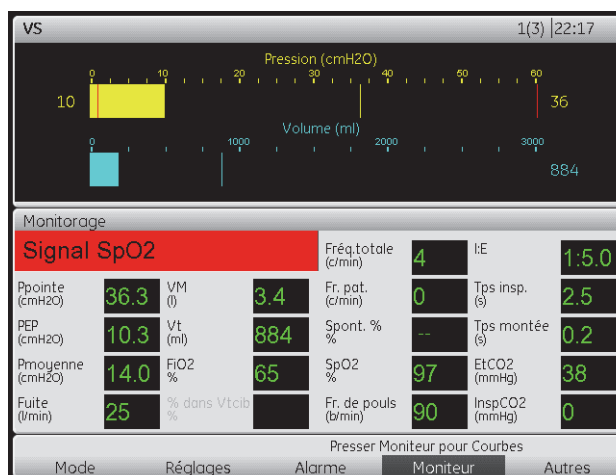 VS 1(3) |22:17
Pression (cmH2O)
0 10 20 30 40 50 60
10 36
Volume (ml)
0 1000 2000 3000
884
Monitorage
Signal SpO2
Fréq.totale (c/min) 4 I:E 1:5.0
Ppointe (cmH2O) 36.3 VM (l) 3.4 Fr. pat. (c/min) 0 Tps insp. (s) 2.5
PEP (cmH2O) 10.3 Vt (ml) 884 Spont. % % -- Tps montée (s) 0.2
Pmoyenne (cmH2O) 14.0 FiO2 % 65 SpO2 % 97 EtCO2 (mmHg) 38
Fuite (l/min) 25 % dans Vtcib % Fr. de pouls (b/min) 90 InspCO2 (mmHg) 0
Presser Moniteur pour Courbes
Mode Réglages Alarme Moniteur Autres